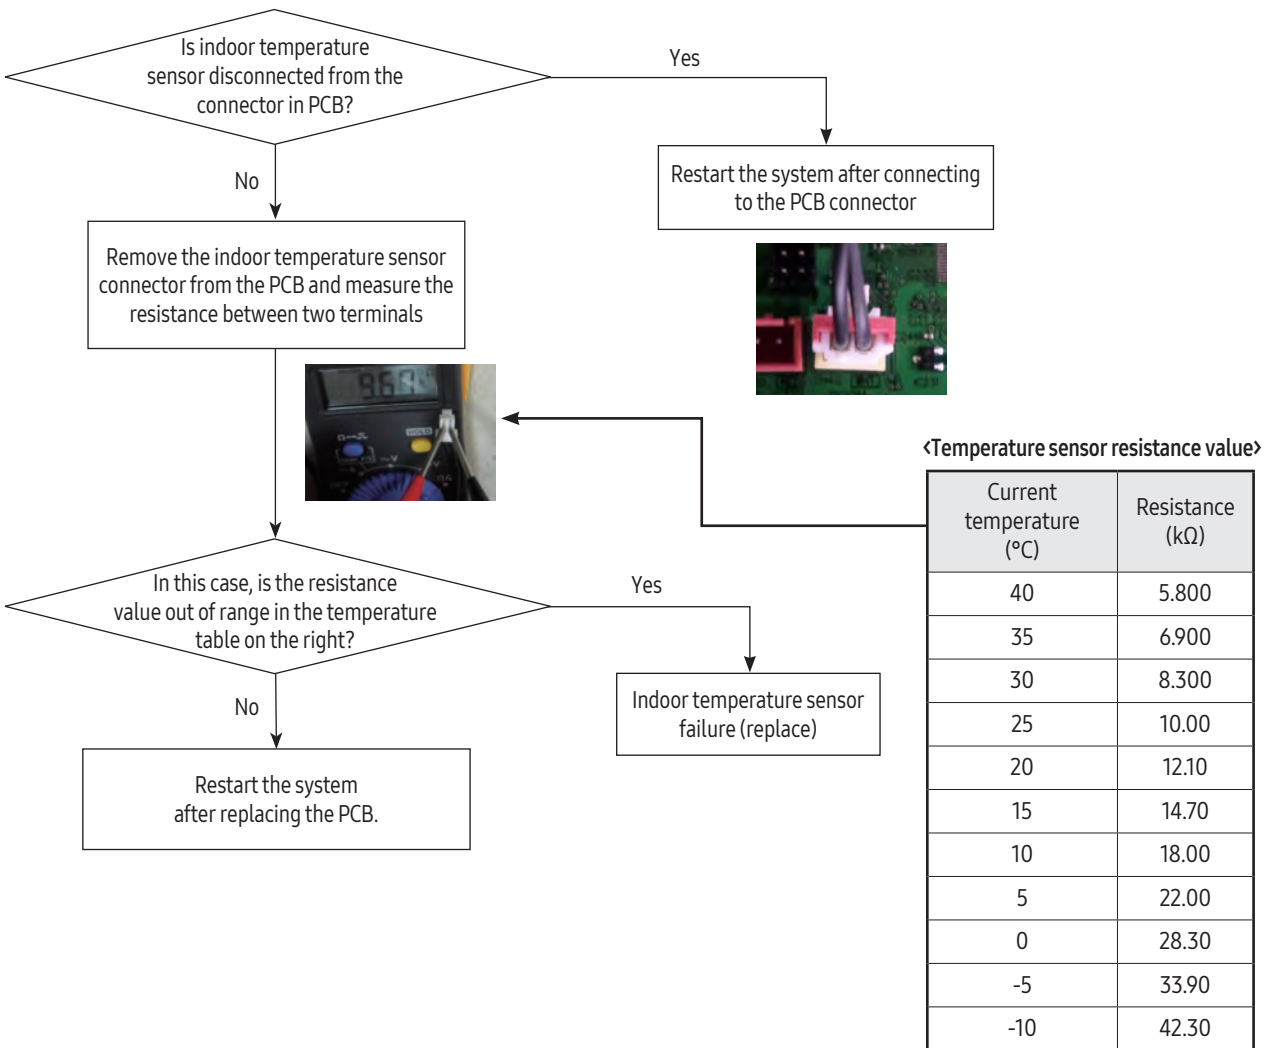 Is indoor temperature
sensor disconnected from the
connector in PCB?
Yes
Restart the system after connecting
to the PCB connector
No
Remove the indoor temperature sensor
connector from the PCB and measure the
resistance between two terminals
9.67
HOLD
<Temperature sensor resistance value>
Current
temperature
(°C)
Resistance
(kΩ)
40 5.800
35 6.900
30 8.300
25 10.00
20 12.10
15 14.70
10 18.00
5 22.00
0 28.30
-5 33.90
-10 42.30
In this case, is the resistance
value out of range in the temperature
table on the right?
Yes
Indoor temperature sensor
failure (replace)
No
Restart the system
after replacing the PCB.